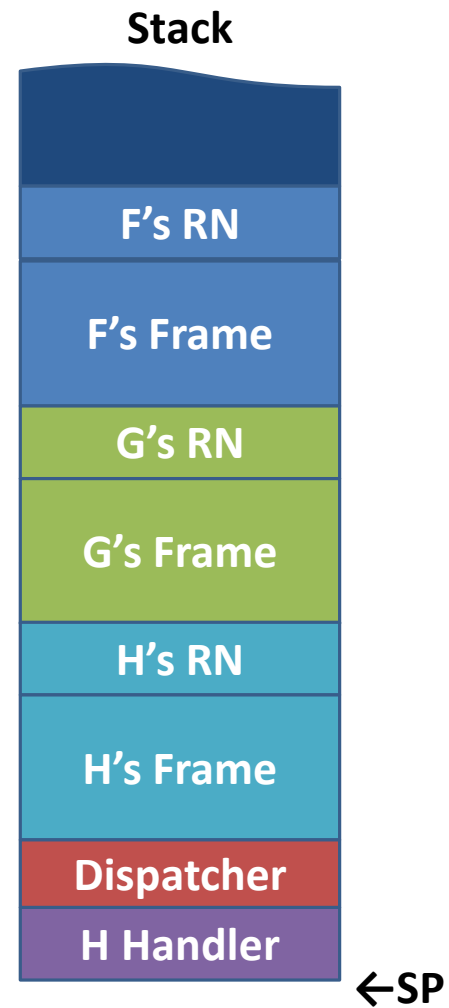 Stack
F’s RN
F’s Frame
G’s RN
G’s Frame
H’s RN
H’s Frame
Dispatcher
H Handler
←SP